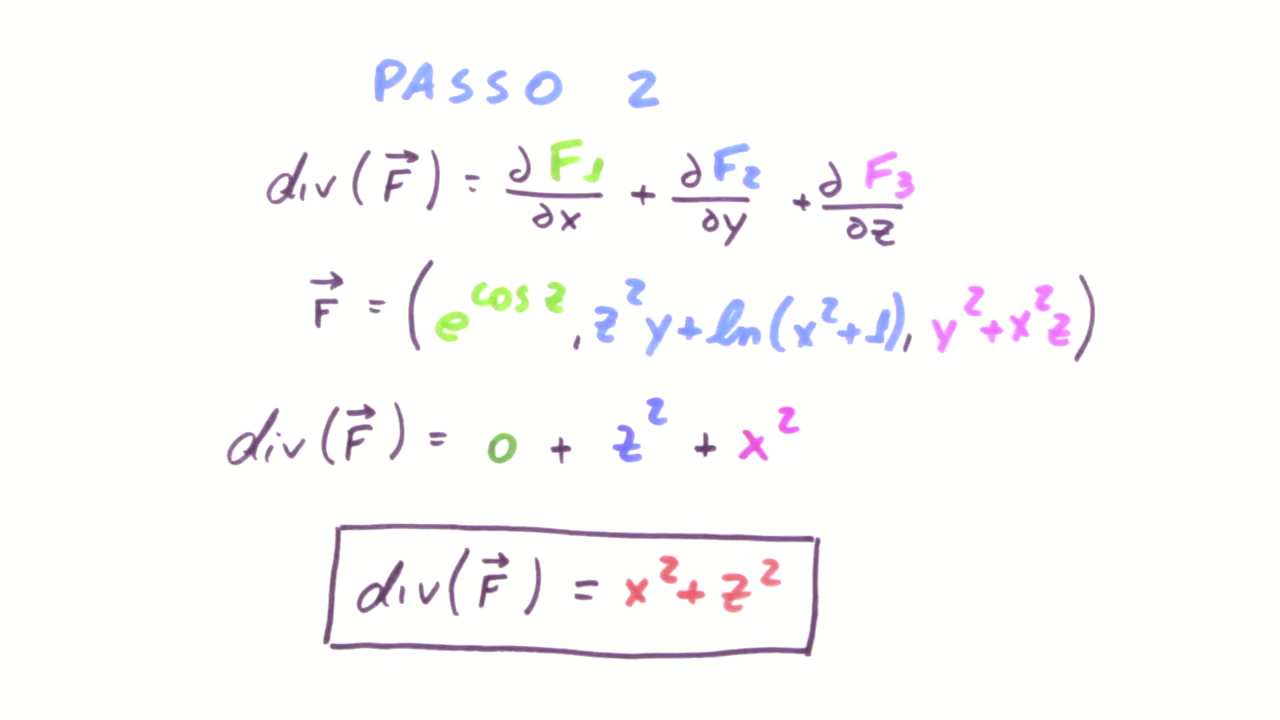 PASSO 2
div(F⃗) = ∂F1/∂x + ∂F2/∂y + ∂F3/∂z
F⃗ = (e^cos z, z²y+ln(x²+1), y²+x²z)
div(F⃗) = 0 + z² + x²
div(F⃗) = x²+z²